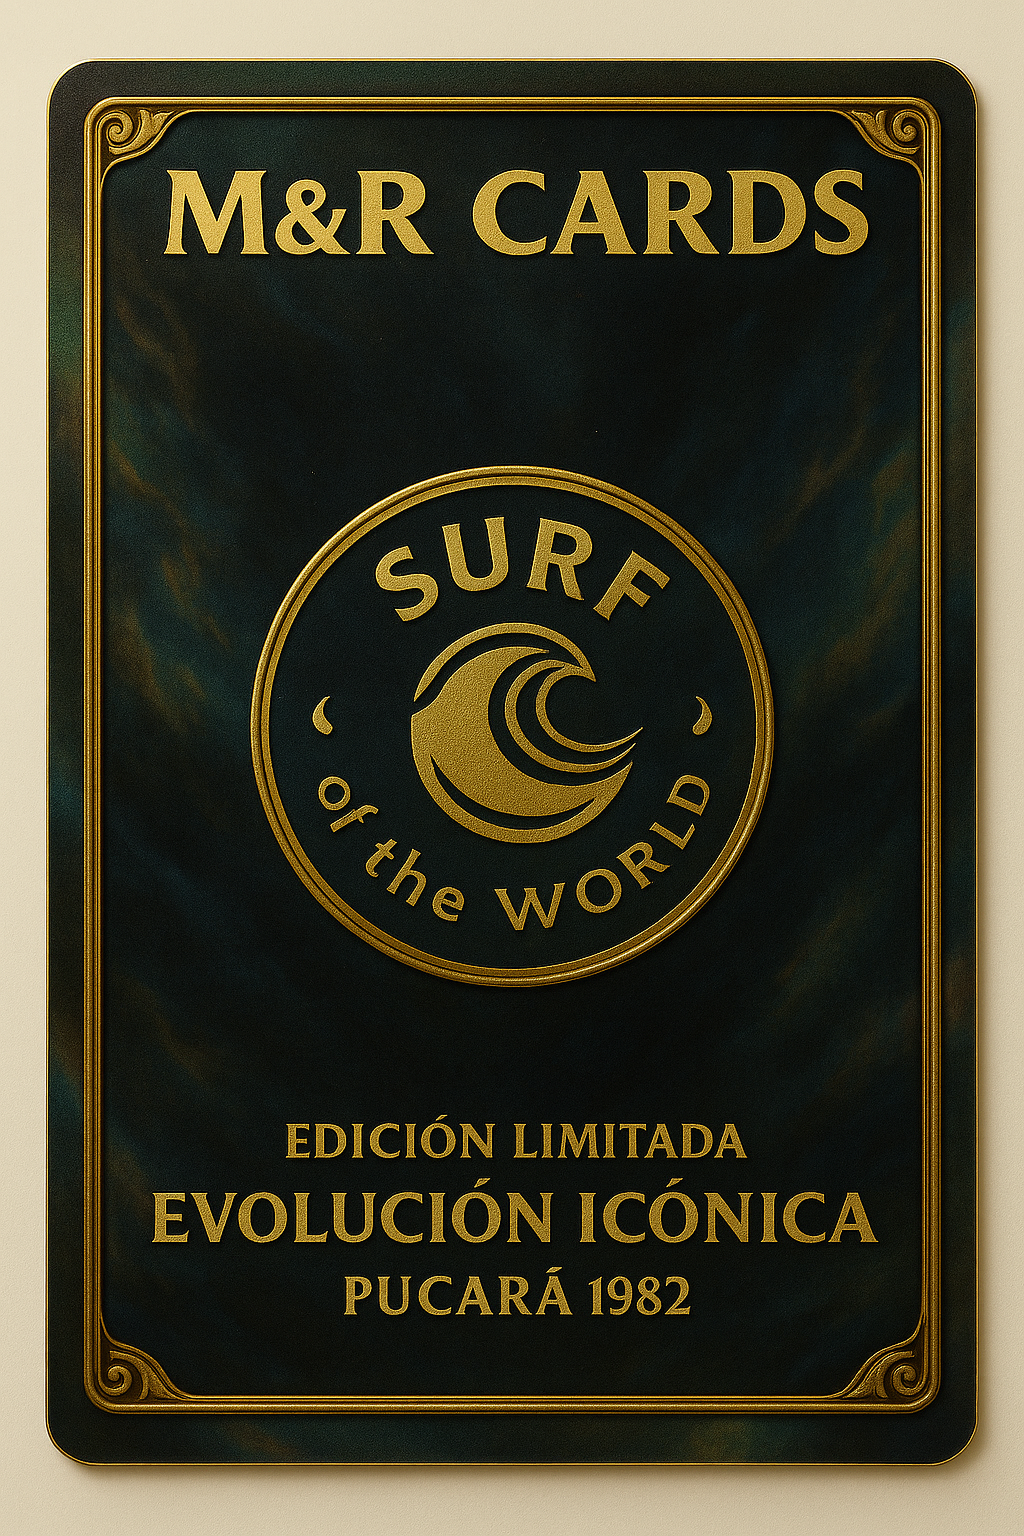 M&R CARDS
SURF
of the WORLD
EDICIÓN LIMITADA
EVOLUCIÓN ICÓNICA
PUCARÁ 1982